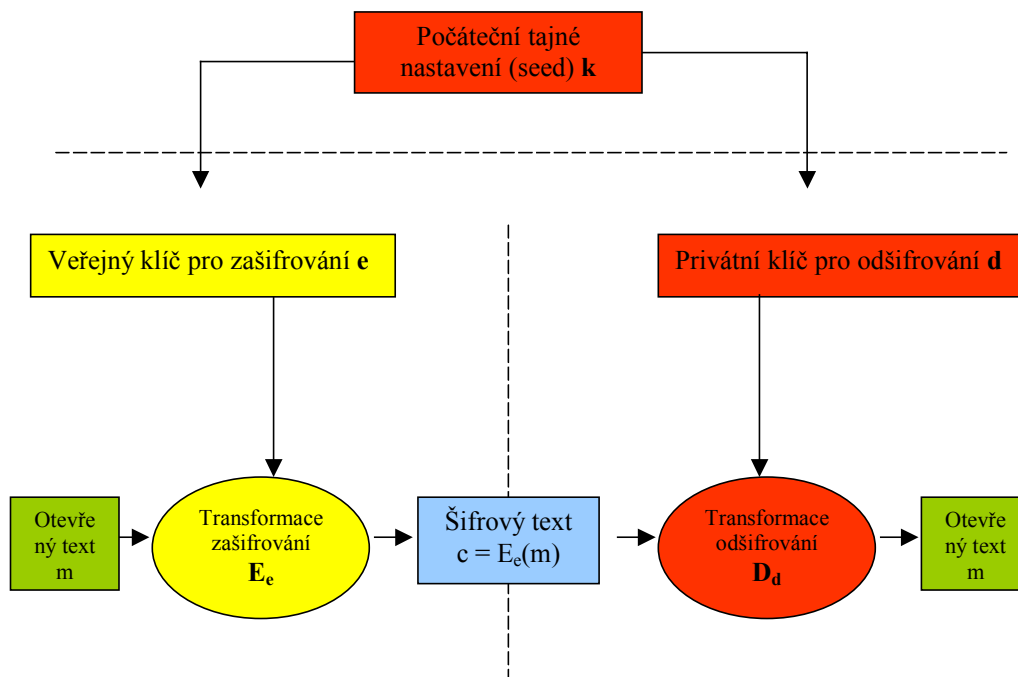 Počáteční tajné
nastavení (seed) k
Veřejný klíč pro zašifrování e
Privátní klíč pro odšifrování d
Otevře
ný text
m
Transformace
zašifrování
Ee
Šifrový text
c = Ee(m)
Transformace
odšifrování
Dd
Otevře
ný text
m